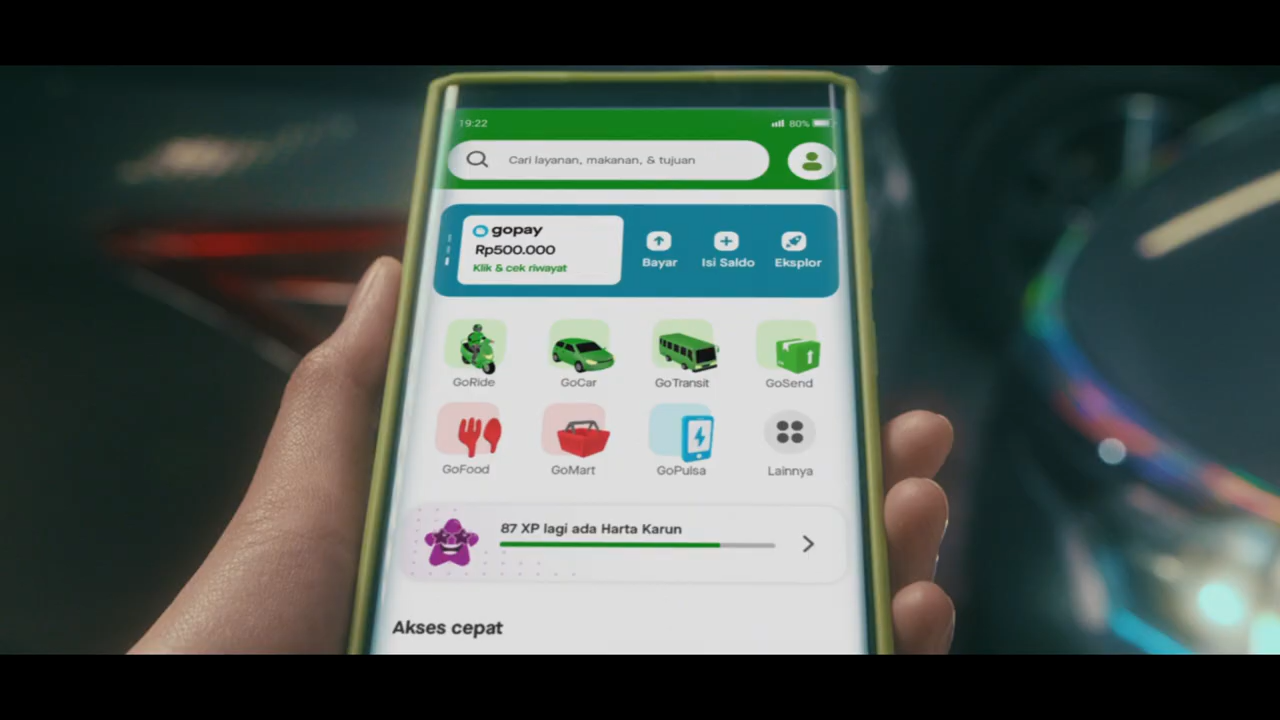 19:22
80%
Cari layanan, makanan, & tujuan
gopay
Rp500.000
Klik & cek riwayat
Bayar
Isi Saldo
Eksplor
GoRide
GoCar
GoTransit
GoSend
GoFood
GoMart
GoPulsa
Lainnya
87 XP lagi ada Harta Karun
Akses cepat